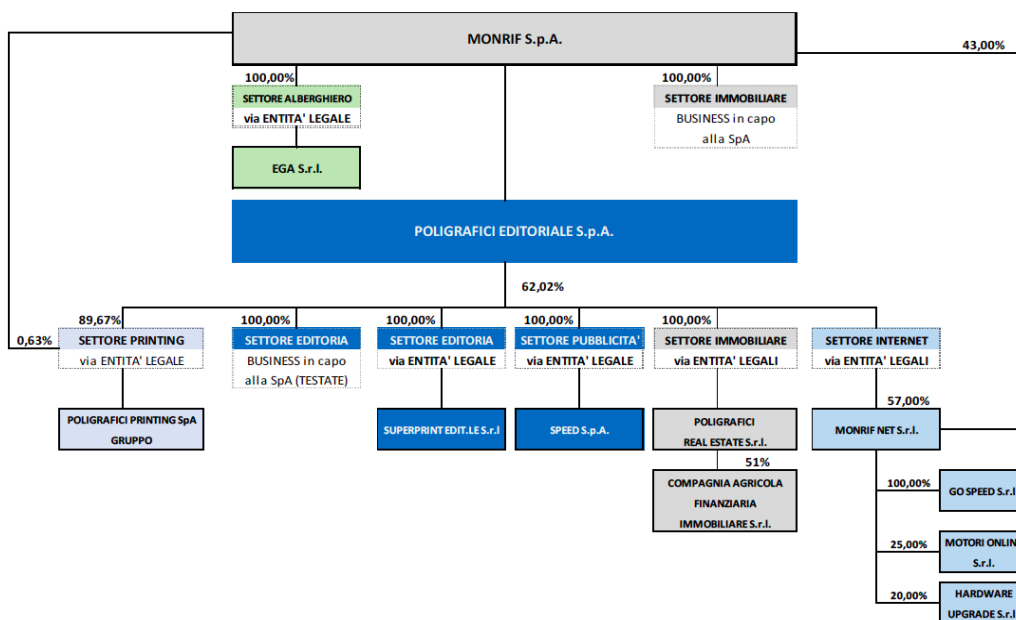 MONRIF S.p.A.
43,00%
100,00%
SETTORE ALBERGHIERO
via ENTITA' LEGALE
EGA S.r.l.
100,00%
SETTORE IMMOBILIARE
BUSINESS in capo
alla SpA
POLIGRAFICI EDITORIALE S.p.A.
62,02%
0,63%
89,67%
SETTORE PRINTING
via ENTITA' LEGALE
POLIGRAFICI PRINTING SpA
GRUPPO
100,00%
SETTORE EDITORIA
BUSINESS in capo
alla SpA (TESTATE)
100,00%
SETTORE EDITORIA
via ENTITA' LEGALE
SUPERPRINT EDIT.LE S.r.l
100,00%
SETTORE PUBBLICITA'
via ENTITA' LEGALE
SPEED S.p.A.
100,00%
SETTORE IMMOBILIARE
via ENTITA' LEGALI
POLIGRAFICI
REAL ESTATE S.r.l.
51%
COMPAGNIA AGRICOLA
FINANZIARIA
IMMOBILIARE S.r.l.
SETTORE INTERNET
via ENTITA' LEGALI
57,00%
MONRIF NET S.r.l.
100,00%
GO SPEED S.r.l
25,00%
MOTORI ONLIN
S.r.l.
20,00%
HARDWARE
UPGRADE S.r.l